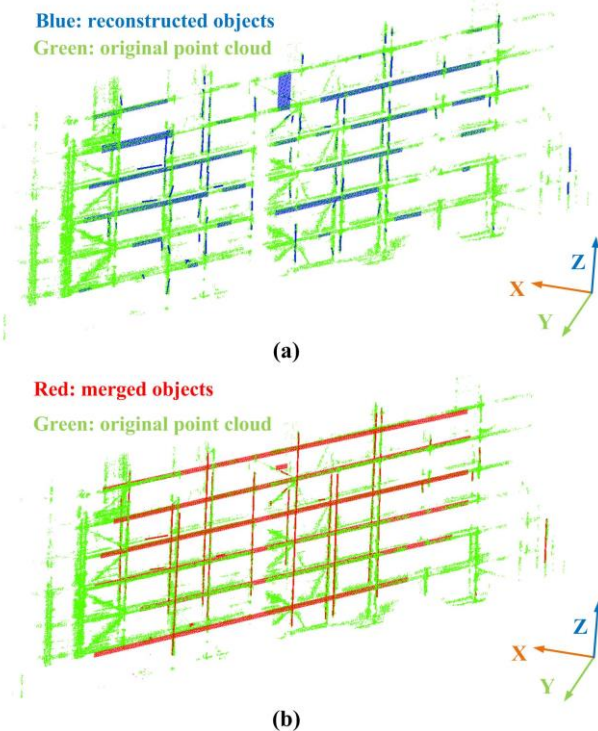 Blue: reconstructed objects
Green: original point cloud
Z
X
Y
(a)
Red: merged objects
Green: original point cloud
Z
X
Y
(b)